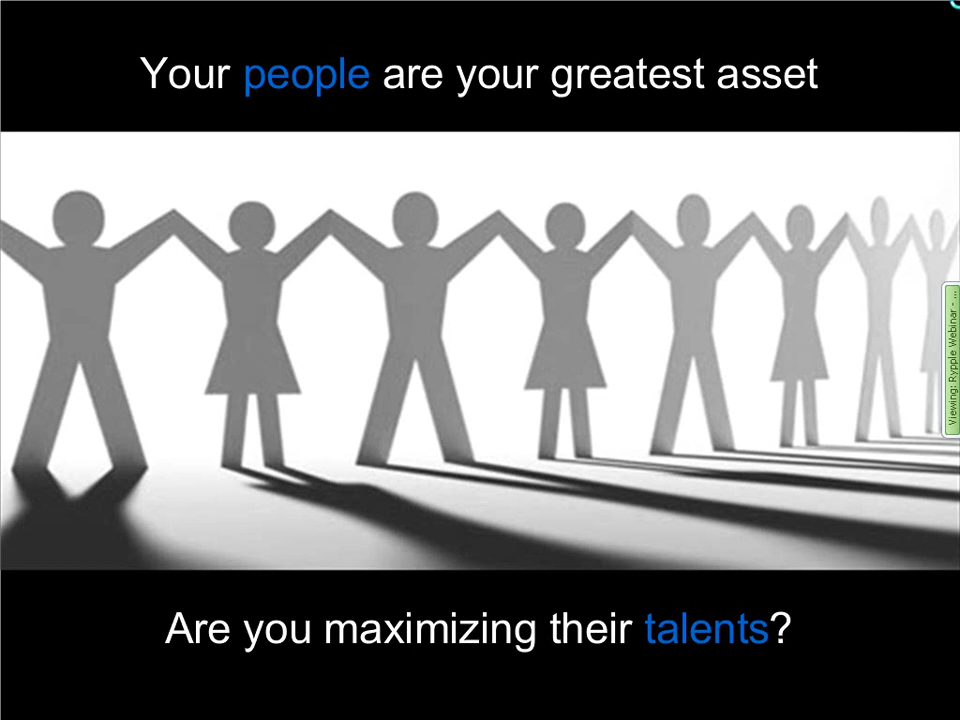 Your people are your greatest asset
Viewing: Rypple Webinar - ...
Are you maximizing their talents?